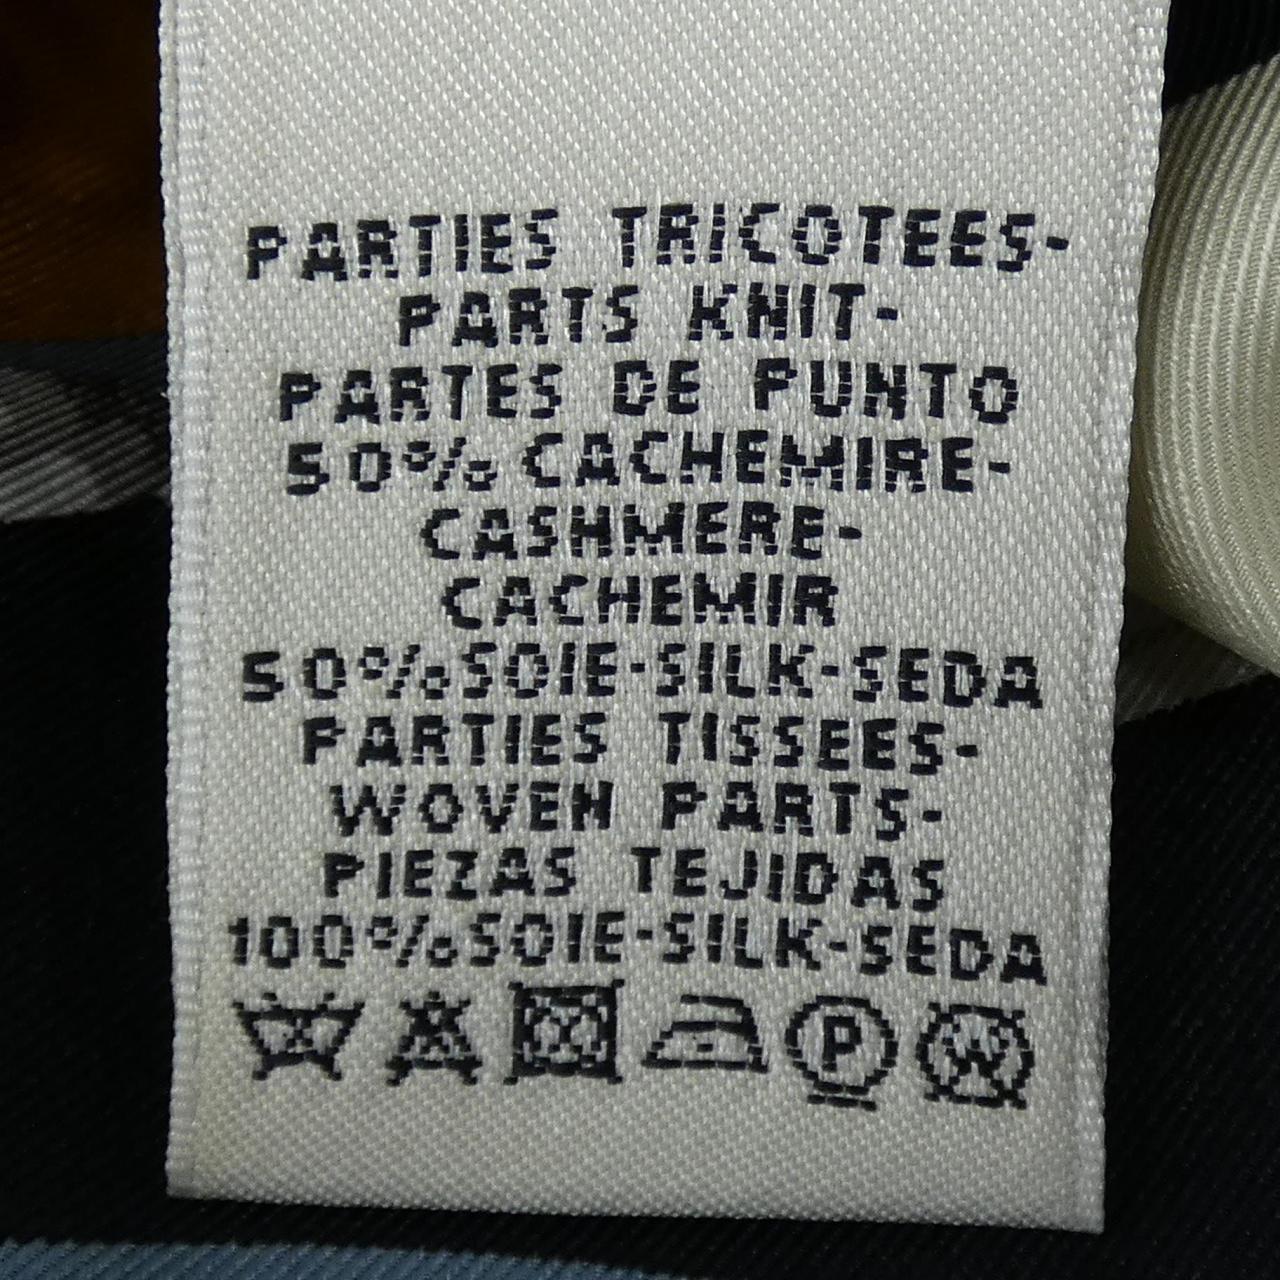 PARTIES TRICOTEES-
PARTS KNIT-
PARTES DE PUNTO
50% CACHEMIRE-
CASHMERE-
CACHEMIR
50%SOIE-SILK-SEDA
PARTIES TISSEES-
WOVEN PARTS-
PIEZAS TEJIDAS
100%SOIE-SILK-SEDA
P W